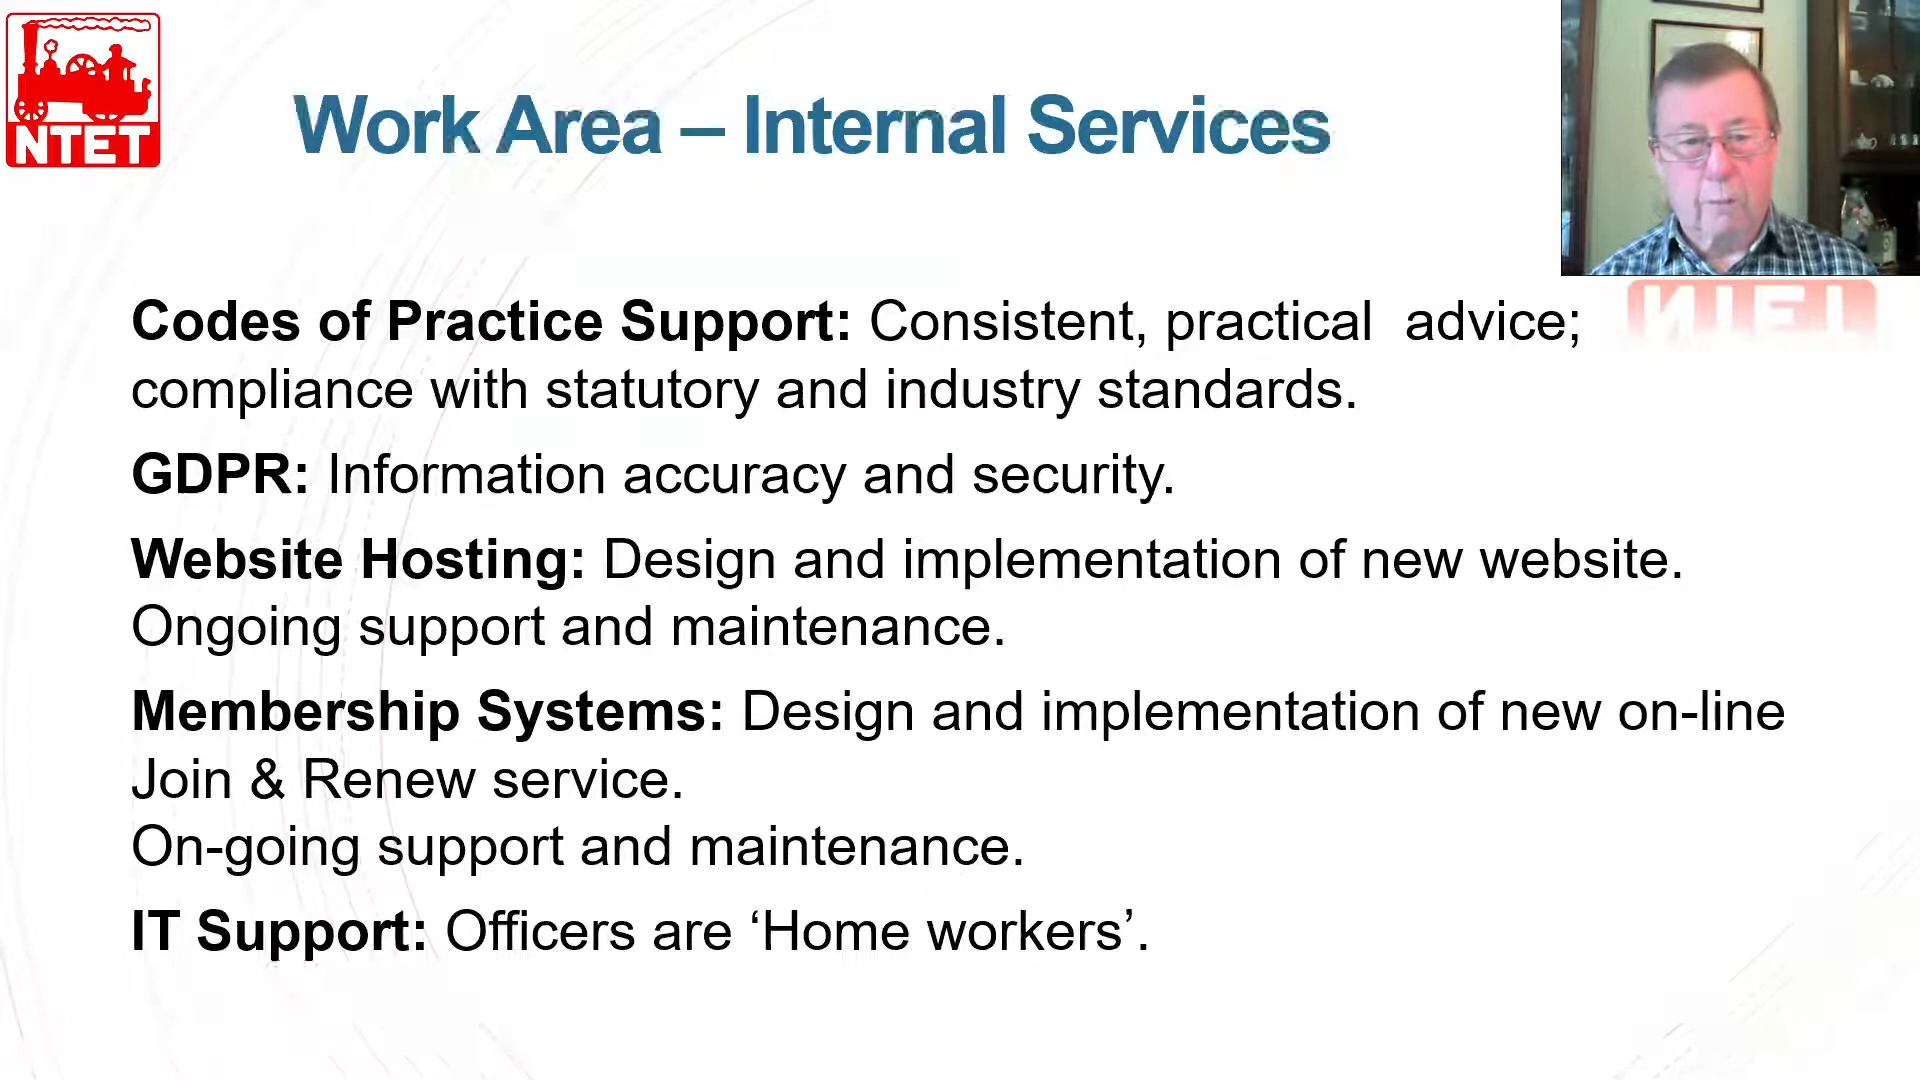 NTET
Work Area – Internal Services
Codes of Practice Support: Consistent, practical  advice;
compliance with statutory and industry standards.
GDPR: Information accuracy and security.
Website Hosting: Design and implementation of new website.
Ongoing support and maintenance.
Membership Systems: Design and implementation of new on-line
Join & Renew service.
On-going support and maintenance.
IT Support: Officers are ‘Home workers’.
NTET